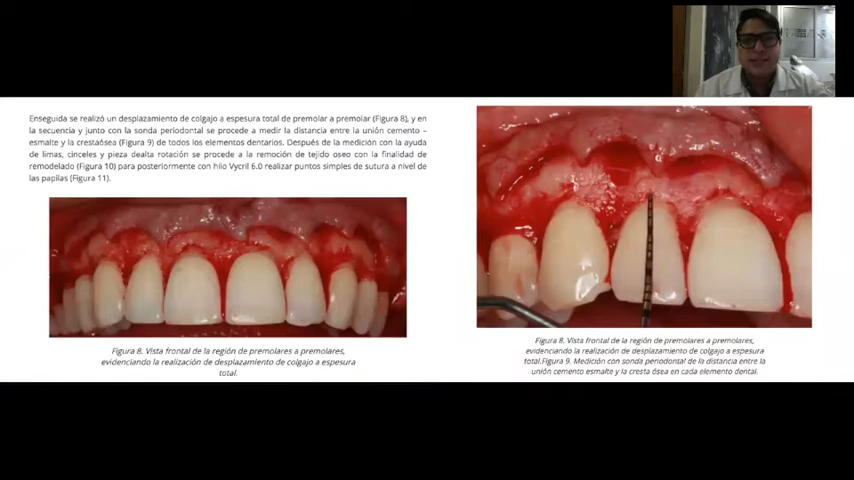 Enseguida se realizó un desplazamiento de colgajo a espesura total de premolar a premolar (Figura 8), y en
la secuencia y junto con la sonda periodontal se procede a medir la distancia entre la unión cemento –
esmalte y la crestaósea (Figura 9) de todos los elementos dentarios. Después de la medición con la ayuda
de limas, cinceles y pieza dealta rotación se procede a la remoción de tejido oseo con la finalidad de
remodelado (Figura 10) para posteriormente con hilo Vycril 6.0 realizar puntos simples de sutura a nivel de
las papilas (Figura 11).
Figura 8. Vista frontal de la región de premolares a premolares,
evidenciando la realización de desplazamiento de colgajo a espesura
total.
Figura 8. Vista frontal de la región de premolares a premolares,
evidenciando la realización de desplazamiento de colgajo a espesura
total.Figura 9. Medición con sonda periodontal de la distancia entre la
unión cemento esmalte y la cresta ósea en cada elemento dental.